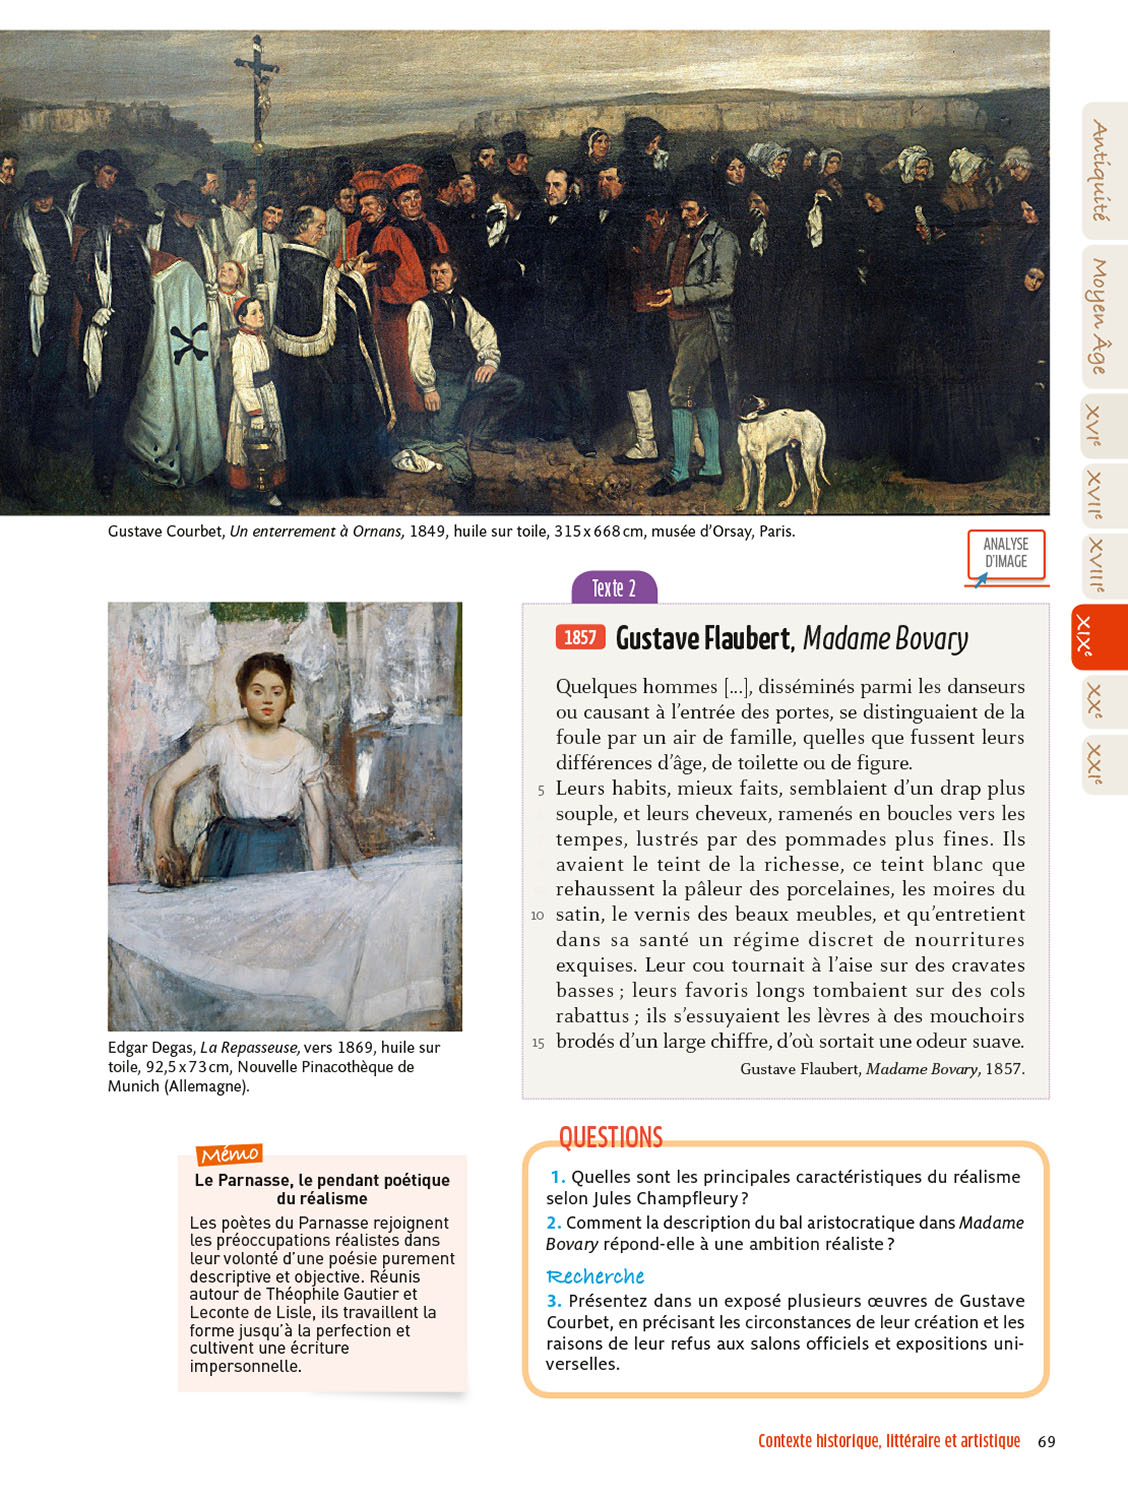 Gustave Courbet, Un enterrement à Ornans, 1849, huile sur toile, 315 x 668 cm, musée d'Orsay, Paris.
ANALYSE
D'IMAGE
Edgar Degas, La Repasseuse, vers 1869, huile sur
toile, 92,5 x 73 cm, Nouvelle Pinacothèque de
Munich (Allemagne).
Mémo
Le Parnasse, le pendant poétique
du réalisme
Les poètes du Parnasse rejoignent
les préoccupations réalistes dans
leur volonté d'une poésie purement
descriptive et objective. Réunis
autour de Théophile Gautier et
Leconte de Lisle, ils travaillent la
forme jusqu'à la perfection et
cultivent une écriture
impersonnelle.
Texte 2
1857 Gustave Flaubert, Madame Bovary
Quelques hommes [...], disséminés parmi les danseurs
ou causant à l'entrée des portes, se distinguaient de la
foule par un air de famille, quelles que fussent leurs
différences d'âge, de toilette ou de figure.
5 Leurs habits, mieux faits, semblaient d'un drap plus
souple, et leurs cheveux, ramenés en boucles vers les
tempes, lustrés par des pommades plus fines. Ils
avaient le teint de la richesse, ce teint blanc que
rehaussent la pâleur des porcelaines, les moires du
10 satin, le vernis des beaux meubles, et qu'entretient
dans sa santé un régime discret de nourritures
exquises. Leur cou tournait à l'aise sur des cravates
basses ; leurs favoris longs tombaient sur des cols
rabattus ; ils s'essuyaient les lèvres à des mouchoirs
15 brodés d'un large chiffre, d'où sortait une odeur suave.
Gustave Flaubert, Madame Bovary, 1857.
QUESTIONS
1. Quelles sont les principales caractéristiques du réalisme
selon Jules Champfleury ?
2. Comment la description du bal aristocratique dans Madame
Bovary répond-elle à une ambition réaliste ?
Recherche
3. Présentez dans un exposé plusieurs œuvres de Gustave
Courbet, en précisant les circonstances de leur création et les
raisons de leur refus aux salons officiels et expositions uni-
verselles.
Antiquité
Moyen Âge
XVIe
XVIIe
XVIIIe
XIXe
XXe
XXIe
Contexte historique, littéraire et artistique 69